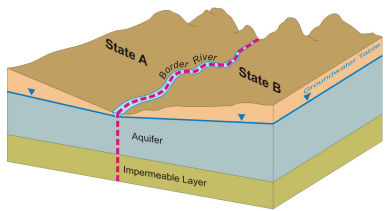 State A
Border River
State B
Groundwater Table
Aquifer
Impermeable Layer